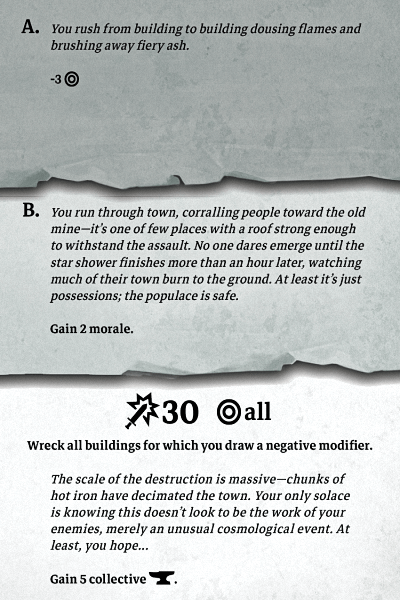 A. You rush from building to building dousing flames and
brushing away fiery ash.
-3
B. You run through town, corralling people toward the old
mine—it's one of few places with a roof strong enough
to withstand the assault. No one dares emerge until the
star shower finishes more than an hour later, watching
much of their town burn to the ground. At least it's just
possessions; the populace is safe.
Gain 2 morale.
30 all
Wreck all buildings for which you draw a negative modifier.
The scale of the destruction is massive—chunks of
hot iron have decimated the town. Your only solace
is knowing this doesn't look to be the work of your
enemies, merely an unusual cosmological event. At
least, you hope...
Gain 5 collective .